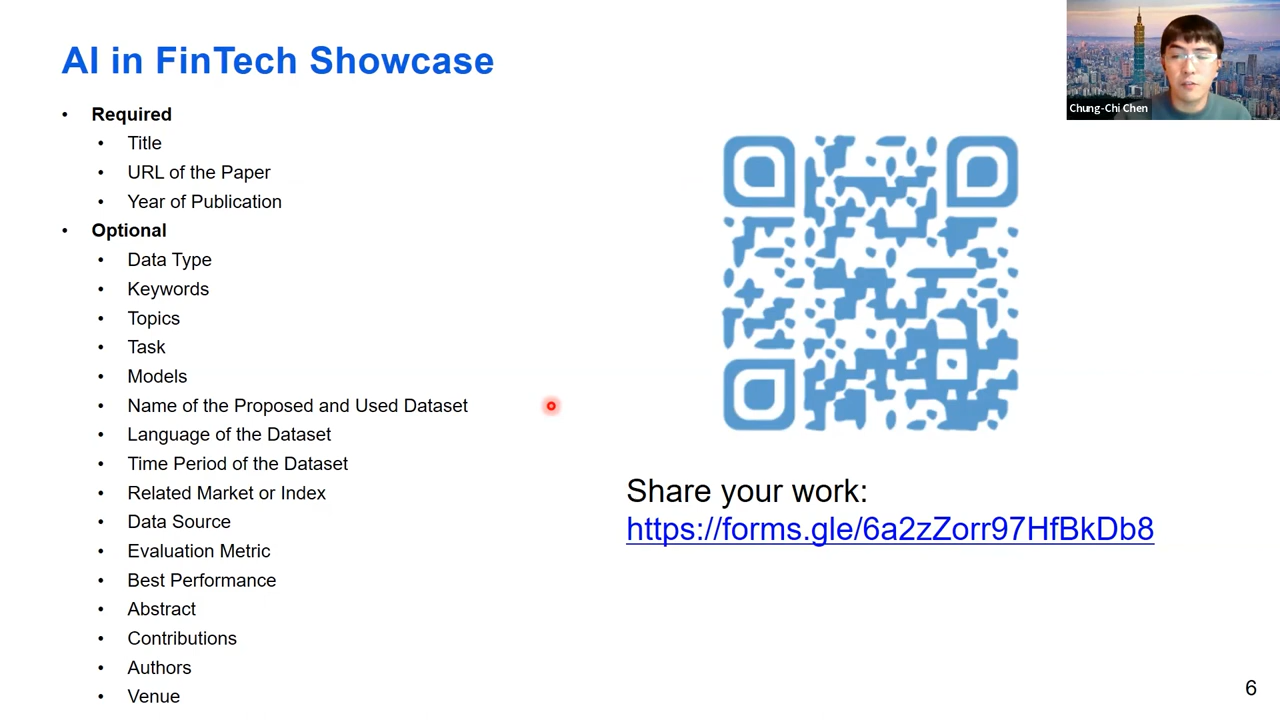 AI in FinTech Showcase
Chung-Chi Chen
• Required
• Title
• URL of the Paper
• Year of Publication
• Optional
• Data Type
• Keywords
• Topics
• Task
• Models
• Name of the Proposed and Used Dataset
• Language of the Dataset
• Time Period of the Dataset
• Related Market or Index
• Data Source
• Evaluation Metric
• Best Performance
• Abstract
• Contributions
• Authors
• Venue
Share your work:
https://forms.gle/6a2zZorr97HfBkDb8
6